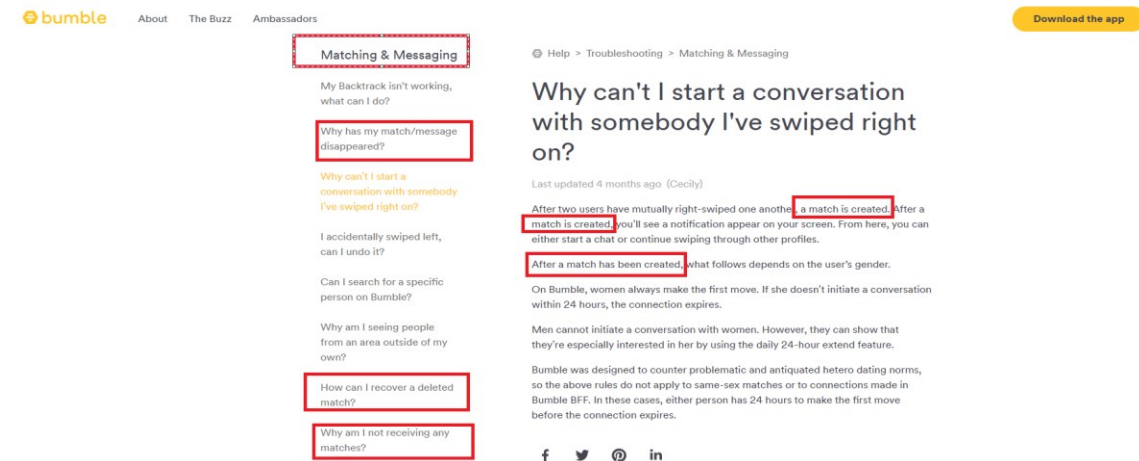 bumble
About
The Buzz
Ambassadors
Download the app
Matching & Messaging
My Backtrack isn't working,
what can I do?
Why has my match/message
disappeared?
Why can't I start a
conversation with somebody
I've swiped right on?
I accidentally swiped left,
can I undo it?
Can I search for a specific
person on Bumble?
Why am I seeing people
from an area outside of my
own?
How can I recover a deleted
match?
Why am I not receiving any
matches?
Help > Troubleshooting > Matching & Messaging
Why can't I start a conversation
with somebody I've swiped right
on?
Last updated 4 months ago (Cecily)
After two users have mutually right-swiped one another, a match is created. After a
match is created, you'll see a notification appear on your screen. From here, you can
either start a chat or continue swiping through other profiles.
After a match has been created, what follows depends on the user's gender.
On Bumble, women always make the first move. If she doesn't initiate a conversation
within 24 hours, the connection expires.
Men cannot initiate a conversation with women. However, they can show that
they're especially interested in her by using the daily 24-hour extend feature.
Bumble was designed to counter problematic and antiquated hetero dating norms,
so the above rules do not apply to same-sex matches or to connections made in
Bumble BFF. In these cases, either person has 24 hours to make the first move
before the connection expires.